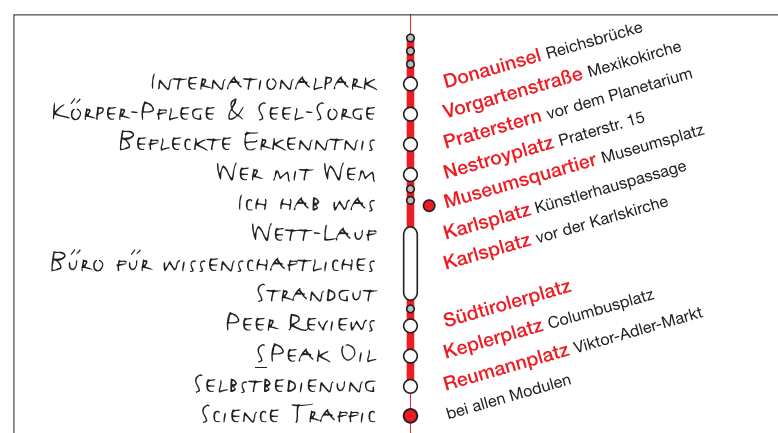 INTERNATIONALPARK
KÖRPER-PFLEGE & SEEL-SORGE
BEFLECKTE ERKENNTNIS
WER MIT WEM
ICH HAB WAS
WETT-LAUF
BÜRO FÜR WISSENSCHAFTLICHES
STRANDGUT
PEER REVIEWS
SPEAK OIL
SELBSTBEDIENUNG
SCIENCE TRAFFIC
Donauinsel Reichsbrücke
Vorgartenstraße Mexikokirche
Praterstern vor dem Planetarium
Nestroyplatz Praterstr. 15
Museumsquartier Museumsplatz
Karlsplatz Künstlerhauspassage
Karlsplatz vor der Karlskirche
Südtirolerplatz
Keplerplatz Columbusplatz
Reumannplatz Viktor-Adler-Markt
bei allen Modulen